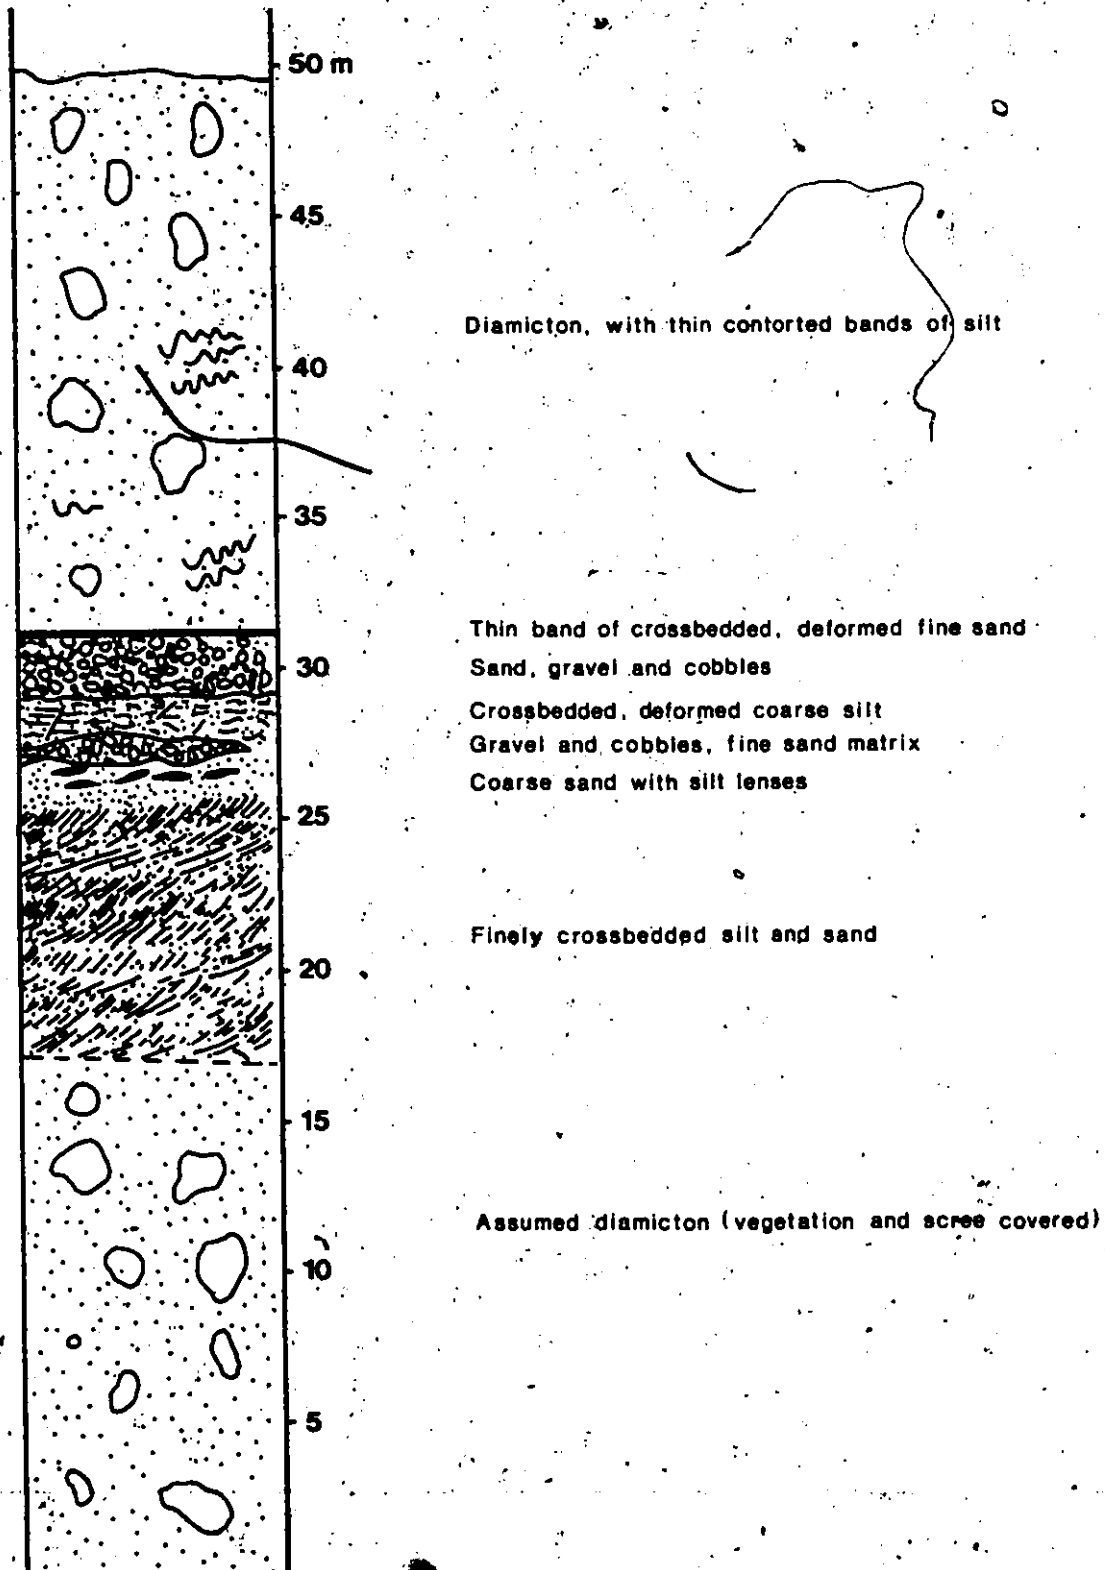 50 m
45
Diamicton, with thin contorted bands of silt
40
35
Thin band of crossbedded, deformed fine sand
30
Sand, gravel and cobbles
Crossbedded, deformed coarse silt
Gravel and cobbles, fine sand matrix
Coarse sand with silt lenses
25
Finely crossbedded silt and sand
20
15
Assumed diamicton (vegetation and scree covered)
10
5